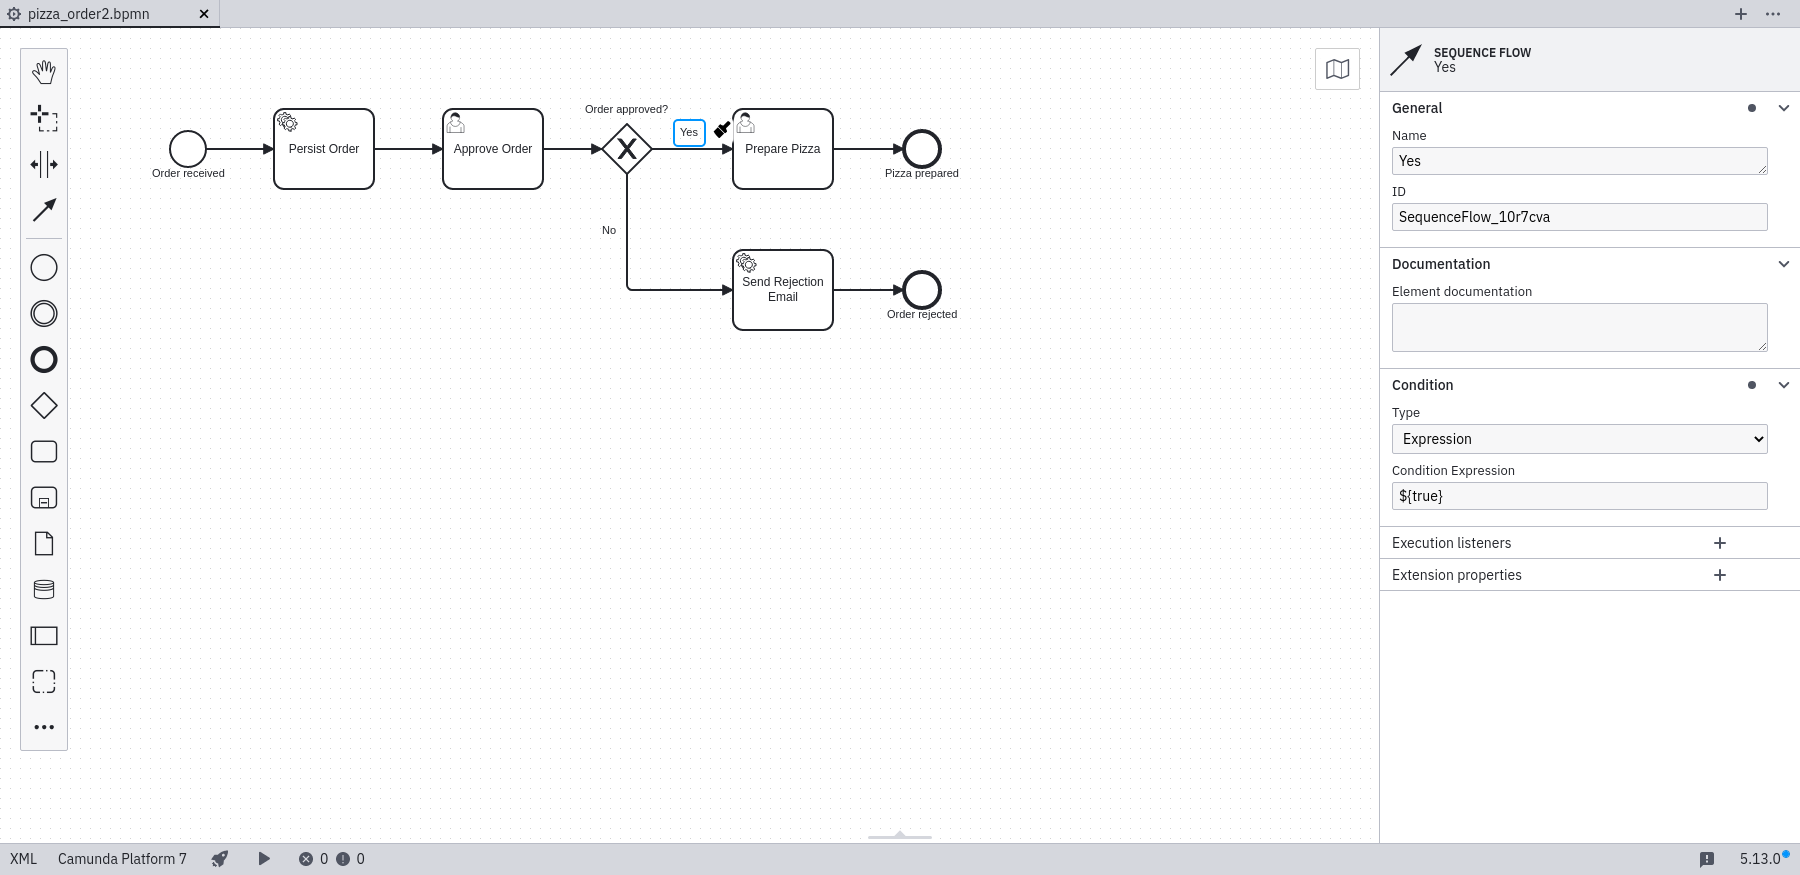 pizza_order2.bpmn
Order received
Persist Order
Approve Order
Order approved?
Yes
Prepare Pizza
Pizza prepared
No
Send Rejection
Email
Order rejected
SEQUENCE FLOW
Yes
General
Name
Yes
ID
SequenceFlow_10r7cva
Documentation
Element documentation
Condition
Type
Expression
Condition Expression
${true}
Execution listeners
Extension properties
XML
Camunda Platform 7
0
0
5.13.0